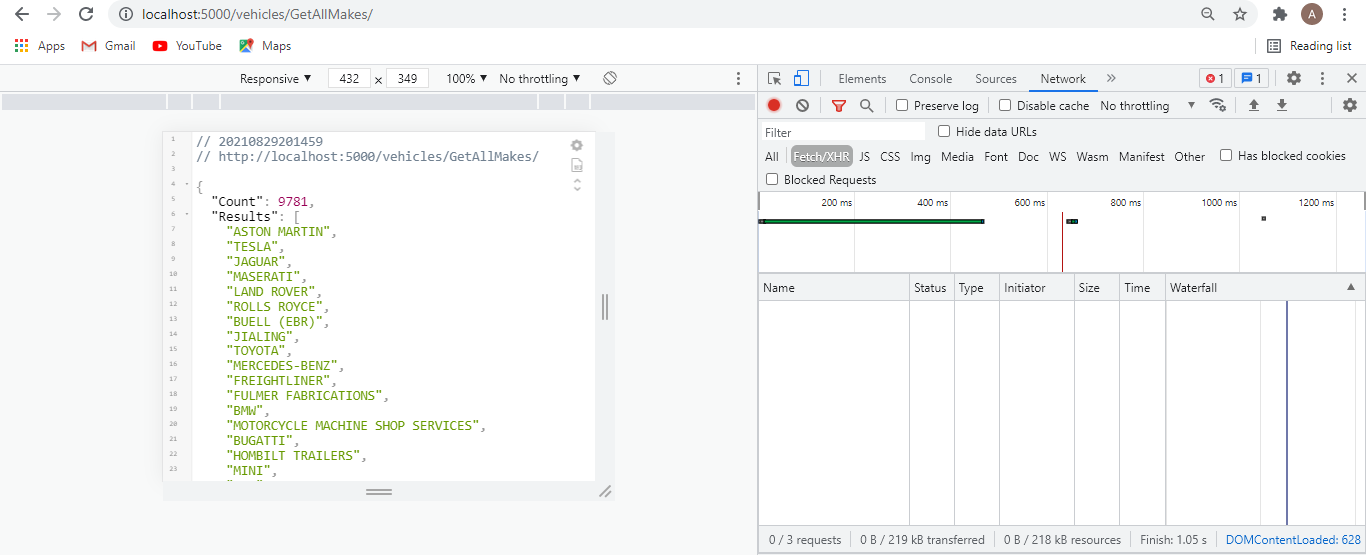 localhost:5000/vehicles/GetAllMakes/
A
Apps Gmail YouTube Maps Reading list
Responsive ▼ 432 x 349 100% ▼ No throttling ▼
Elements Console Sources Network » 1 1
Preserve log Disable cache No throttling ▼
Filter Hide data URLs
All Fetch/XHR JS CSS Img Media Font Doc WS Wasm Manifest Other Has blocked cookies
Blocked Requests
200 ms 400 ms 600 ms 800 ms 1000 ms 1200 ms
Name Status Type Initiator Size Time Waterfall ▲
1 // 20210829201459
2 // http://localhost:5000/vehicles/GetAllMakes/
3
4 {
5 "Count": 9781,
6 "Results": [
7 "ASTON MARTIN",
8 "TESLA",
9 "JAGUAR",
10 "MASERATI",
11 "LAND ROVER",
12 "ROLLS ROYCE",
13 "BUELL (EBR)",
14 "JIALING",
15 "TOYOTA",
16 "MERCEDES-BENZ",
17 "FREIGHTLINER",
18 "FULMER FABRICATIONS",
19 "BMW",
20 "MOTORCYCLE MACHINE SHOP SERVICES",
21 "BUGATTI",
22 "HOMBILT TRAILERS",
23 "MINI",
0 / 3 requests 0 B / 219 kB transferred 0 B / 218 kB resources Finish: 1.05 s DOMContentLoaded: 628